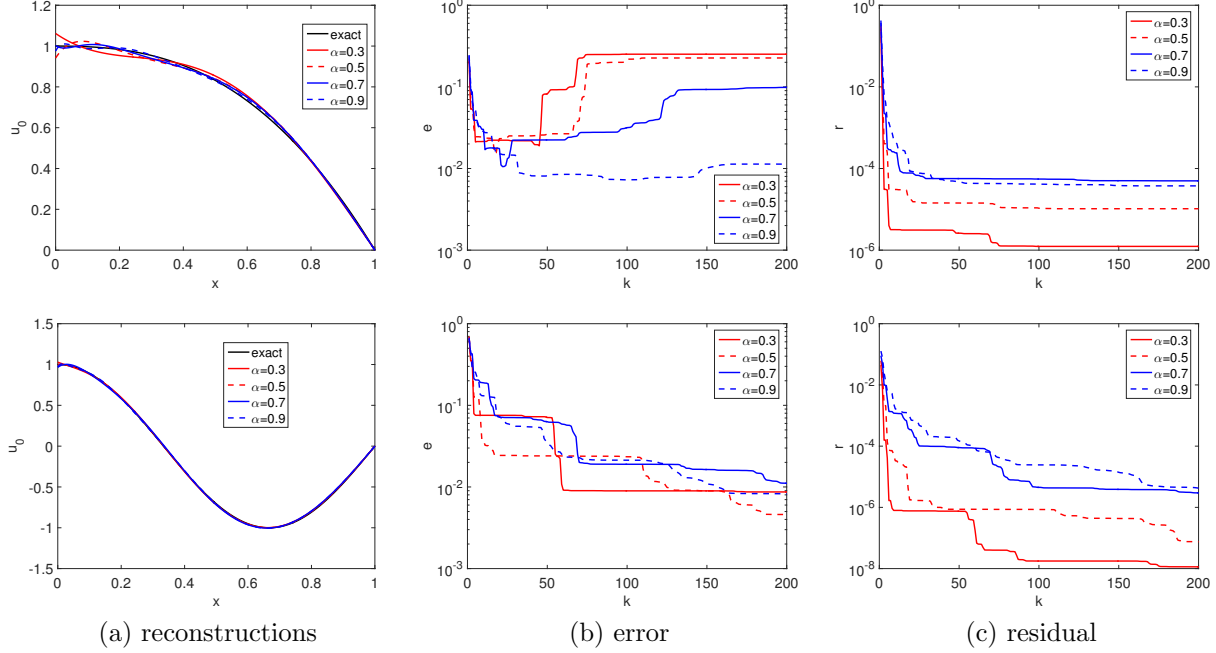 1.2
1
0.8
0.6
0.4
0.2
0
u0
0 0.2 0.4 0.6 0.8 1
x
exact
α=0.3
α=0.5
α=0.7
α=0.9
10^0
10^-1
10^-2
10^-3
e
0 50 100 150 200
k
α=0.3
α=0.5
α=0.7
α=0.9
10^0
10^-2
10^-4
10^-6
r
0 50 100 150 200
k
α=0.3
α=0.5
α=0.7
α=0.9
1.5
1
0.5
0
-0.5
-1
-1.5
u0
0 0.2 0.4 0.6 0.8 1
x
exact
α=0.3
α=0.5
α=0.7
α=0.9
10^0
10^-1
10^-2
10^-3
e
0 50 100 150 200
k
α=0.3
α=0.5
α=0.7
α=0.9
10^0
10^-2
10^-4
10^-6
10^-8
r
0 50 100 150 200
k
α=0.3
α=0.5
α=0.7
α=0.9
(a) reconstructions
(b) error
(c) residual